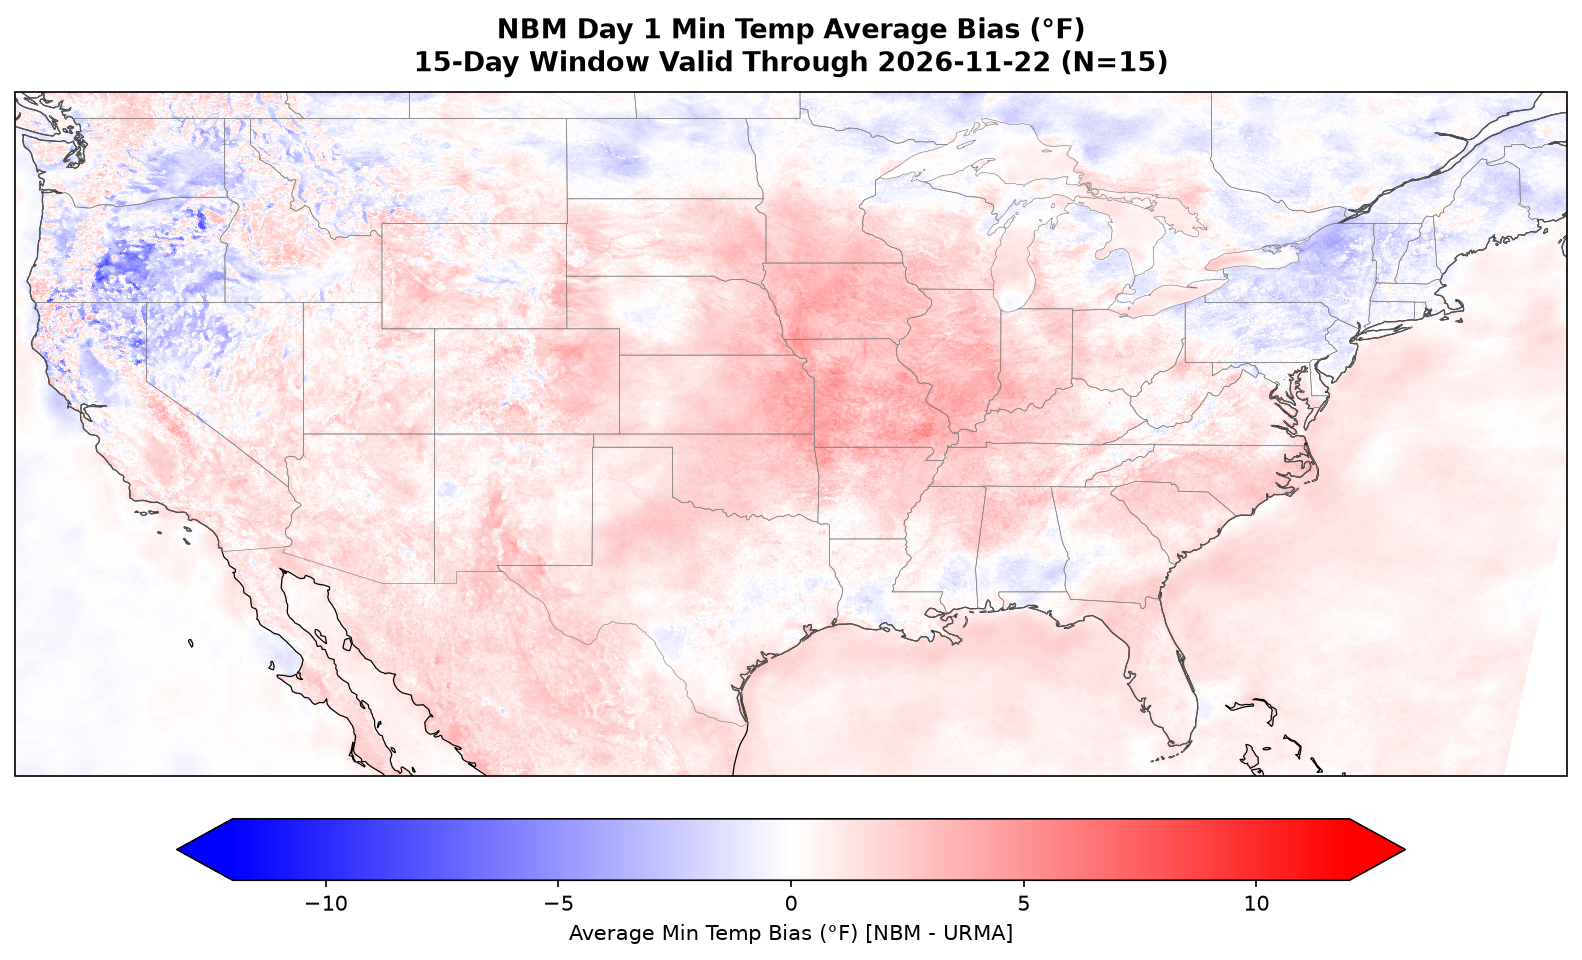 NBM Day 1 Min Temp Average Bias (°F)
15-Day Window Valid Through 2026-11-22 (N=15)
−10 −5 0 5 10
Average Min Temp Bias (°F) [NBM - URMA]